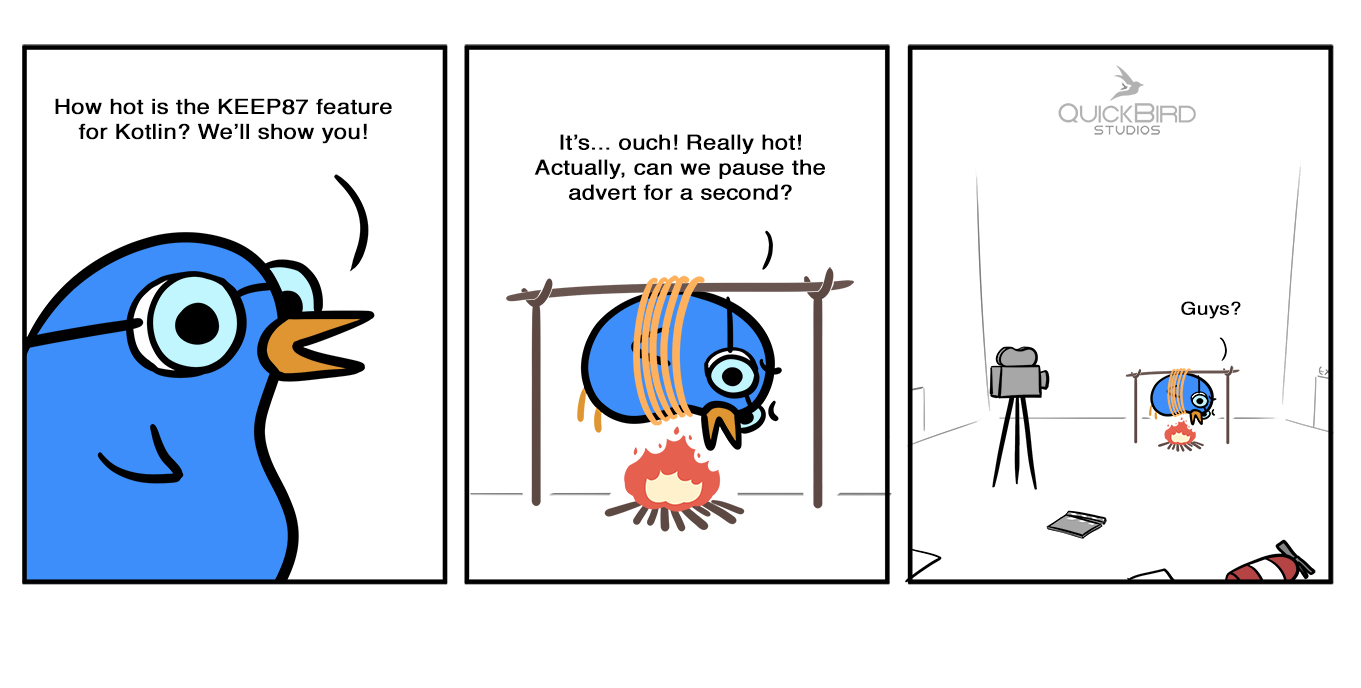 How hot is the KEEP87 feature
for Kotlin? We'll show you!
It's... ouch! Really hot!
Actually, can we pause the
advert for a second?
QUICKBIRD
STUDIOS
Guys?